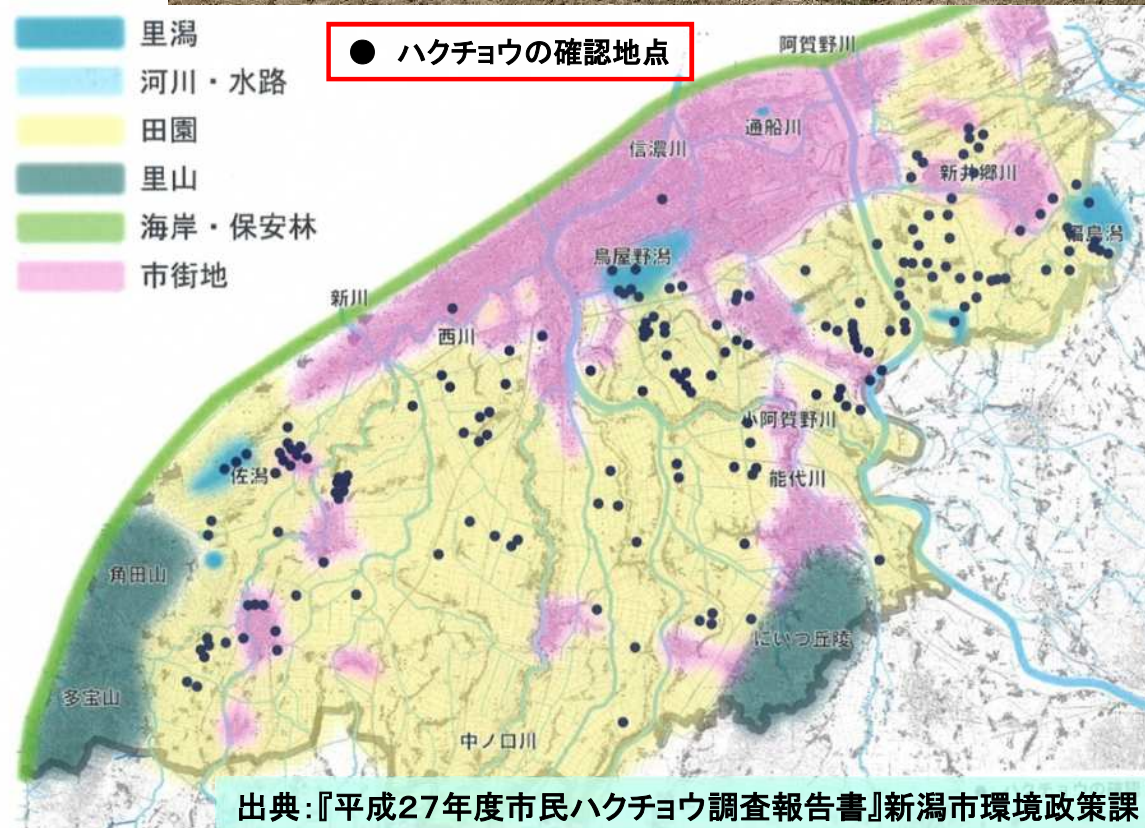 里潟
河川・水路
田園
里山
海岸・保安林
市街地
● ハクチョウの確認地点
阿賀野川
通船川
信濃川
新井郷川
福島潟
鳥屋野潟
新川
西川
小阿賀野川
佐潟
能代川
角田山
にいつ丘陵
多宝山
中ノ口川
出典：『平成２７年度市民ハクチョウ調査報告書』新潟市環境政策課